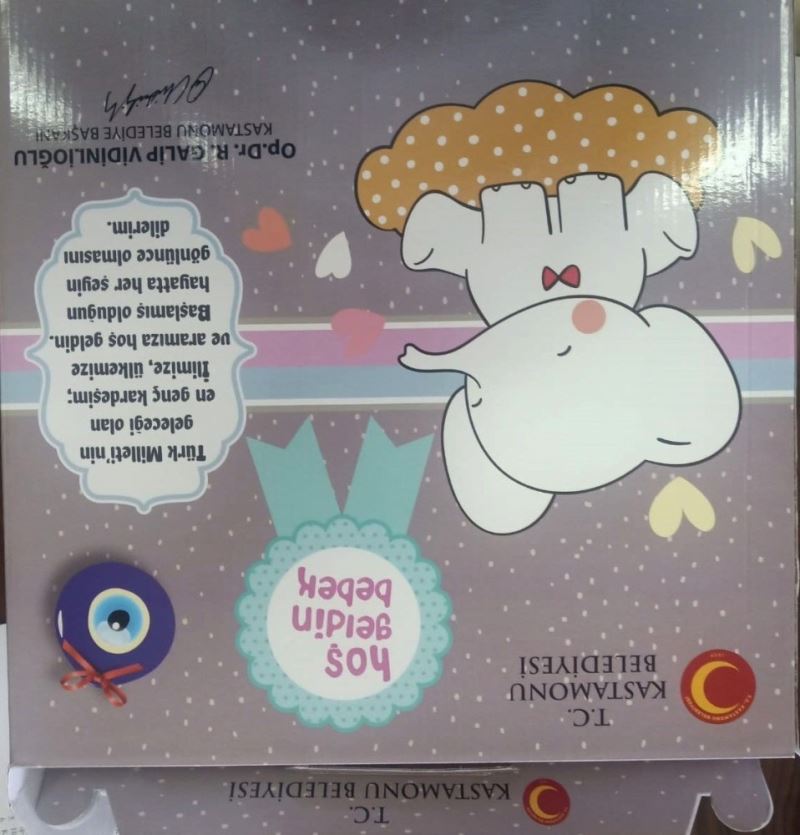 T.C.
KASTAMONU BELEDİYESİ
T.C.
KASTAMONU
BELEDİYESİ
hoş
geldin
bebek
Türk Milleti'nin
geleceği olan
en genç kardeşim;
İlimize, ülkemize
ve aramıza hoş geldin.
Başlamış olduğun
hayatta her şeyin
gönlünce olmasını
dilerim.
Op.Dr. R. GALİP VİDİNLİOĞLU
KASTAMONU BELEDİYE BAŞKANI